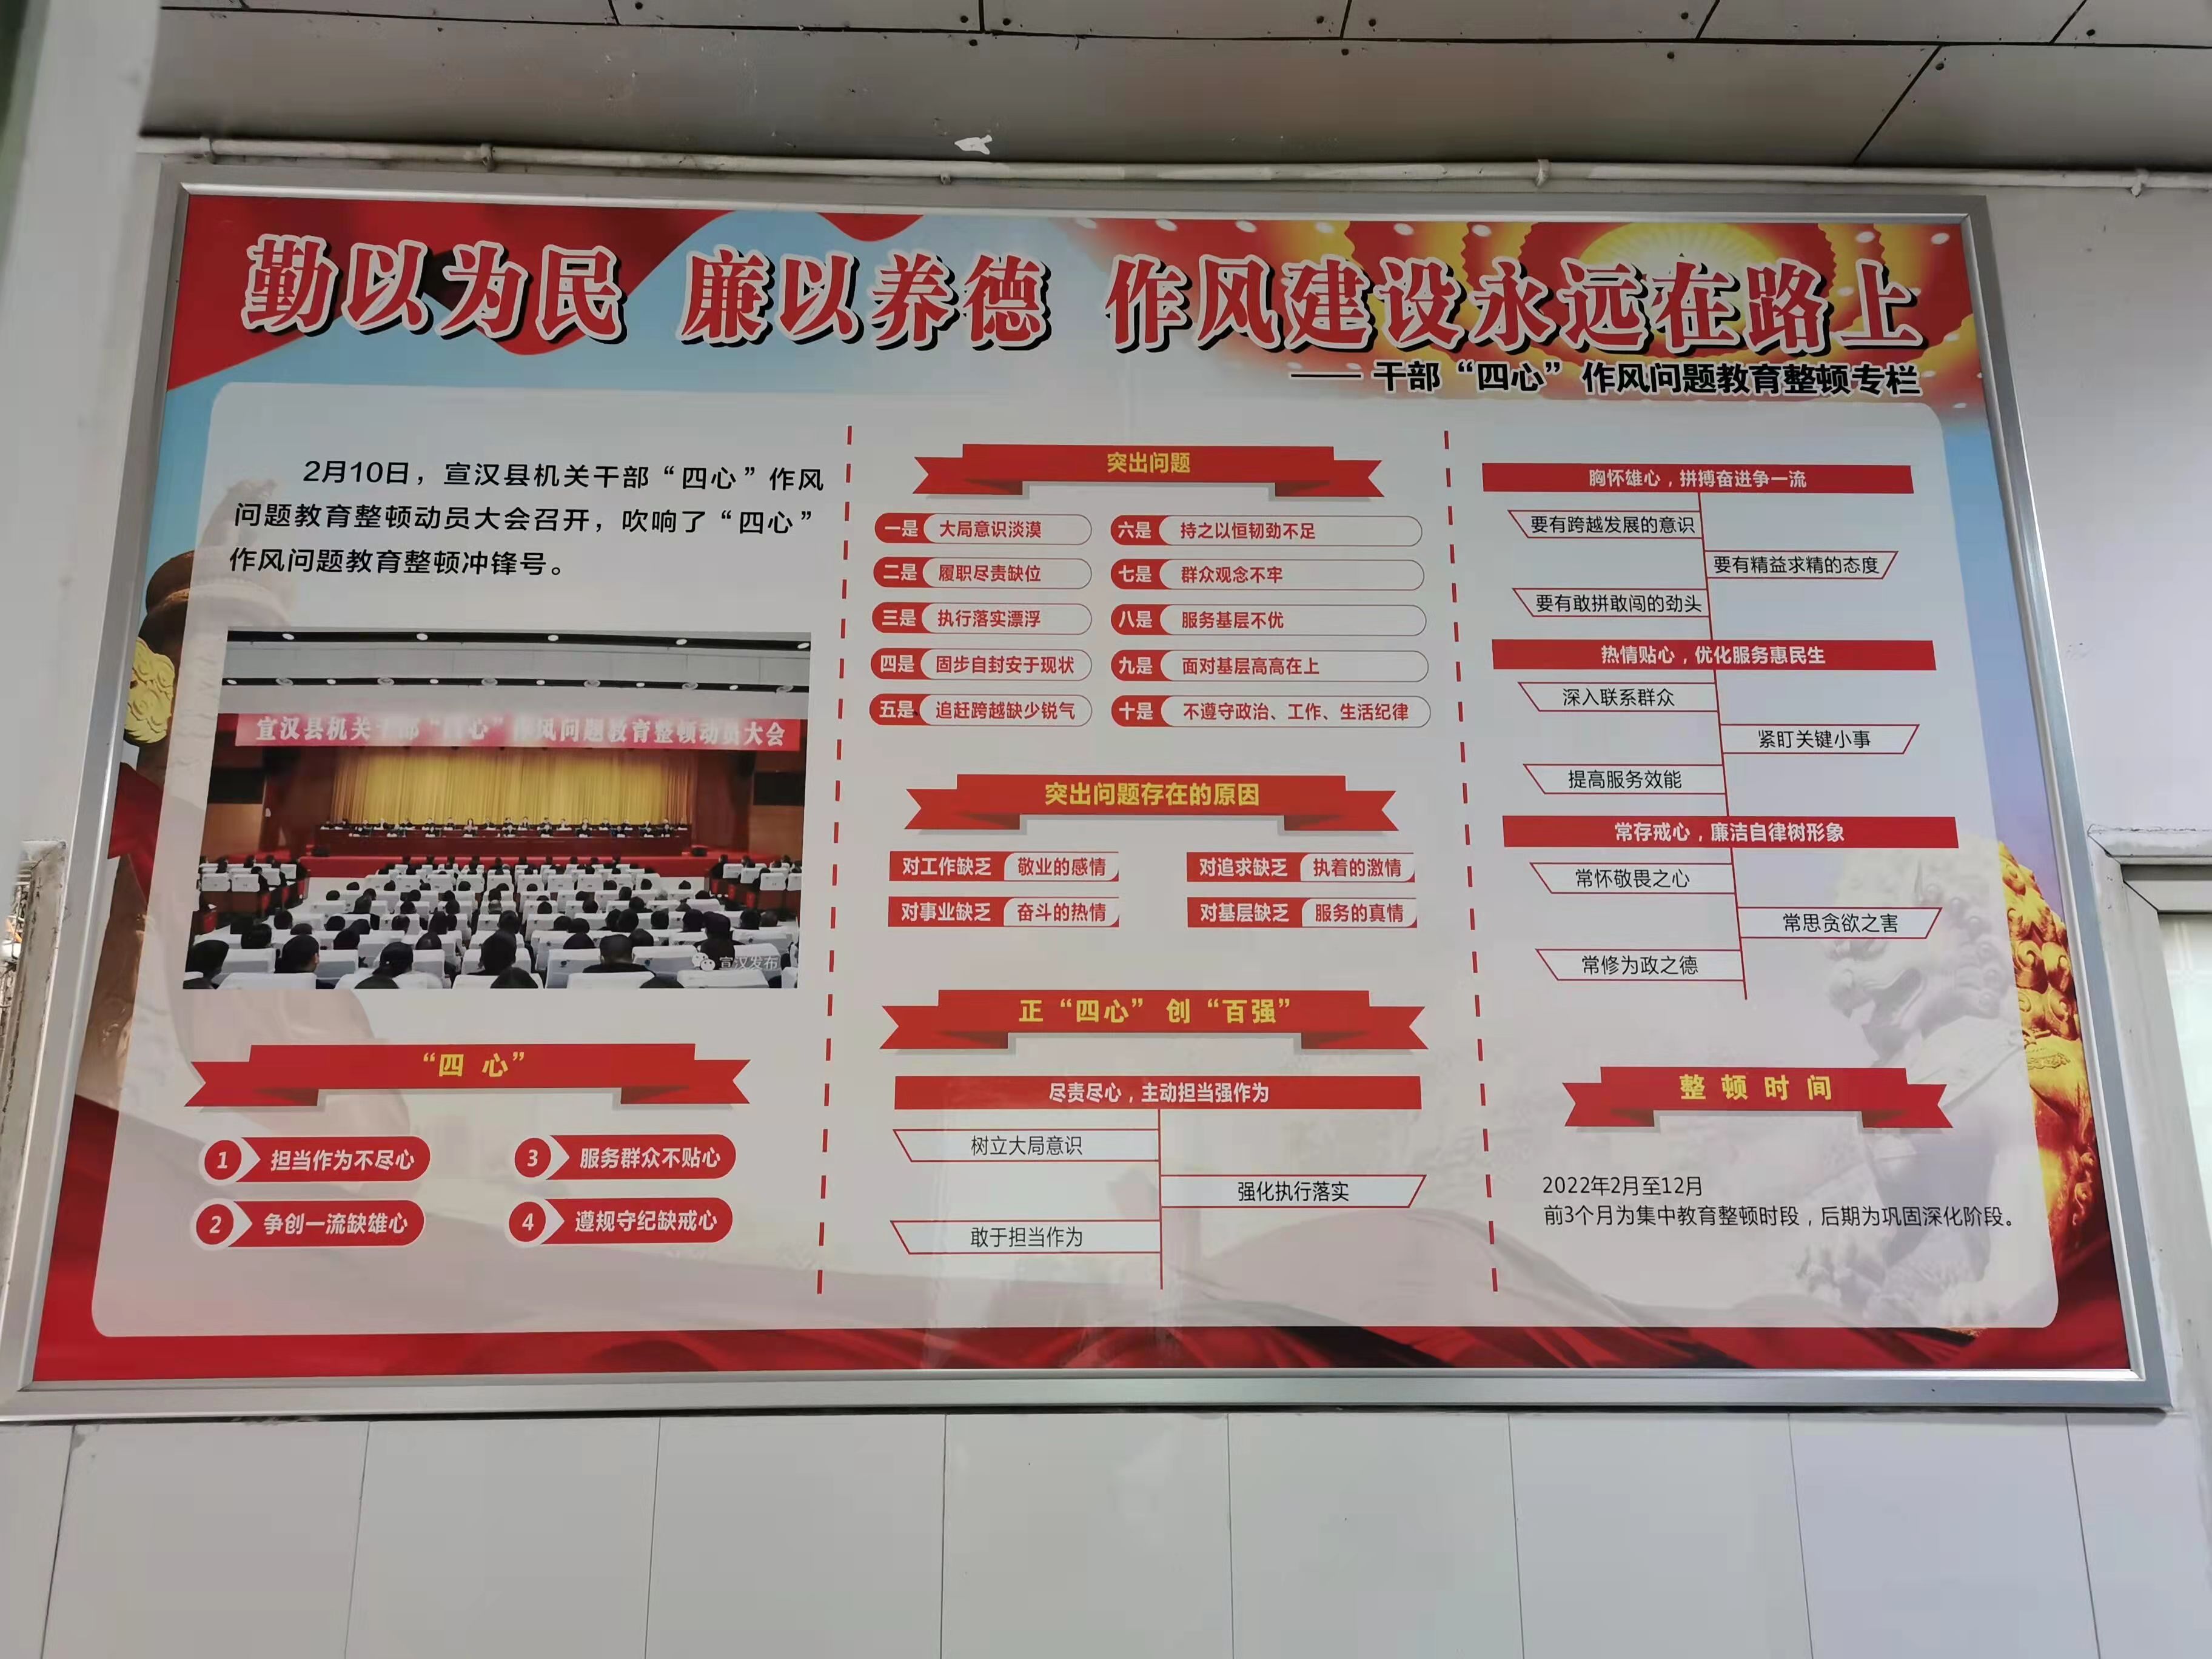 勤以为民 廉以养德 作风建设永远在路上
—— 干部“四心”作风问题教育整顿专栏
2月10日，宣汉县机关干部“四心”作风
问题教育整顿动员大会召开，吹响了“四心”
作风问题教育整顿冲锋号。
宣汉县机关干部“四心”作风问题教育整顿动员大会
宣汉发布
“四 心”
1 担当作为不尽心
2 争创一流缺雄心
3 服务群众不贴心
4 遵规守纪缺戒心
突出问题
一是 大局意识淡漠
二是 履职尽责缺位
三是 执行落实漂浮
四是 固步自封安于现状
五是 追赶跨越缺少锐气
六是 持之以恒韧劲不足
七是 群众观念不牢
八是 服务基层不优
九是 面对基层高高在上
十是 不遵守政治、工作、生活纪律
突出问题存在的原因
对工作缺乏 敬业的感情
对事业缺乏 奋斗的热情
对追求缺乏 执着的激情
对基层缺乏 服务的真情
正“四心”创“百强”
尽责尽心，主动担当强作为
树立大局意识
强化执行落实
敢于担当作为
胸怀雄心，拼搏奋进争一流
要有跨越发展的意识
要有精益求精的态度
要有敢拼敢闯的劲头
热情贴心，优化服务惠民生
深入联系群众
紧盯关键小事
提高服务效能
常存戒心，廉洁自律树形象
常怀敬畏之心
常思贪欲之害
常修为政之德
整 顿 时 间
2022年2月至12月
前3个月为集中教育整顿时段，后期为巩固深化阶段。